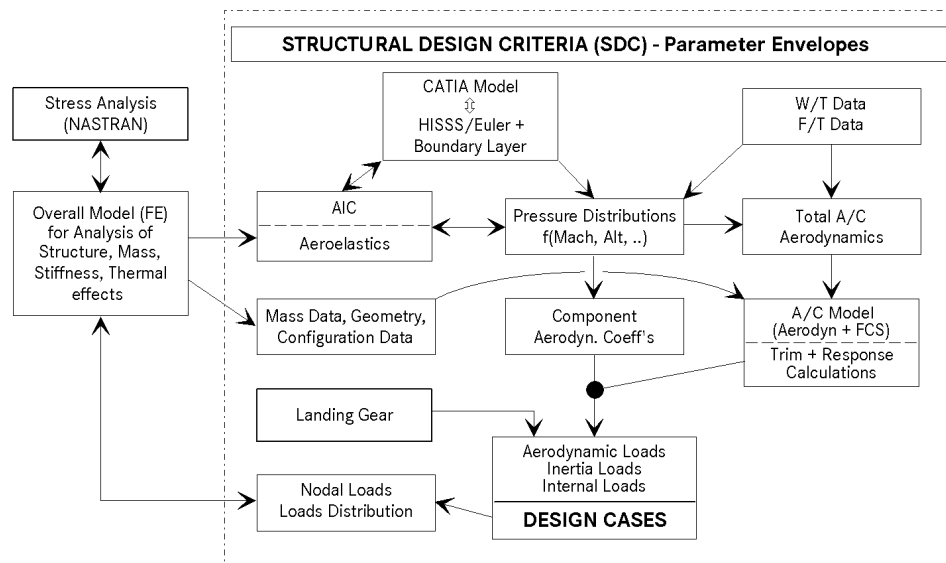 STRUCTURAL DESIGN CRITERIA (SDC) - Parameter Envelopes
CATIA Model
⇕
HISSS/Euler +
Boundary Layer
W/T Data
F/T Data
Stress Analysis
(NASTRAN)
Overall Model (FE)
for Analysis of
Structure, Mass,
Stiffness, Thermal
effects
AIC
Aeroelastics
Pressure Distributions
f(Mach, Alt, ..)
Total A/C
Aerodynamics
Mass Data, Geometry,
Configuration Data
Component
Aerodyn. Coeff's
A/C Model
(Aerodyn + FCS)
Trim + Response
Calculations
Landing Gear
Aerodynamic Loads
Inertia Loads
Internal Loads
DESIGN CASES
Nodal Loads
Loads Distribution